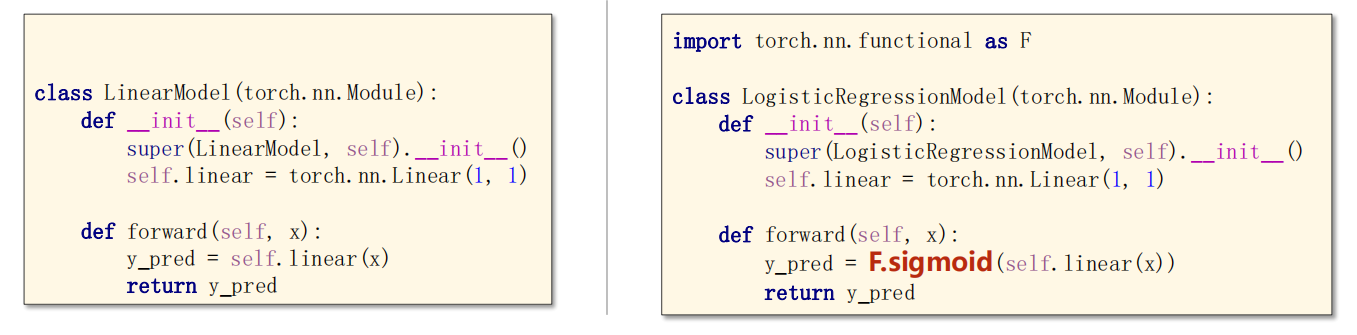 class LinearModel(torch.nn.Module):
    def __init__(self):
        super(LinearModel, self).__init__()
        self.linear = torch.nn.Linear(1, 1)

    def forward(self, x):
        y_pred = self.linear(x)
        return y_pred

import torch.nn.functional as F

class LogisticRegressionModel(torch.nn.Module):
    def __init__(self):
        super(LogisticRegressionModel, self).__init__()
        self.linear = torch.nn.Linear(1, 1)

    def forward(self, x):
        y_pred = F.sigmoid(self.linear(x))
        return y_pred